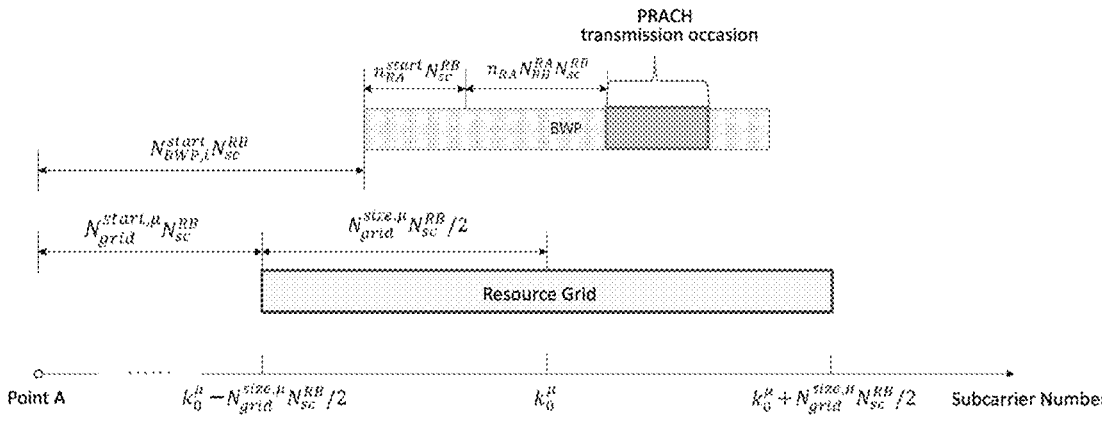 PRACH
transmission occasion
n_{RA}^{start} N_{sc}^{RB}
n_{RA} N_{RB}^{RA} N_{sc}^{RB}
BWP
N_{BWP,i}^{start} N_{sc}^{RB}
N_{grid}^{start,μ} N_{sc}^{RB}
N_{grid}^{size,μ} N_{sc}^{RB}/2
Resource Grid
......
Point A
k_0^μ − N_{grid}^{size,μ} N_{sc}^{RB}/2
k_0^μ
k_0^μ + N_{grid}^{size,μ} N_{sc}^{RB}/2
Subcarrier Number